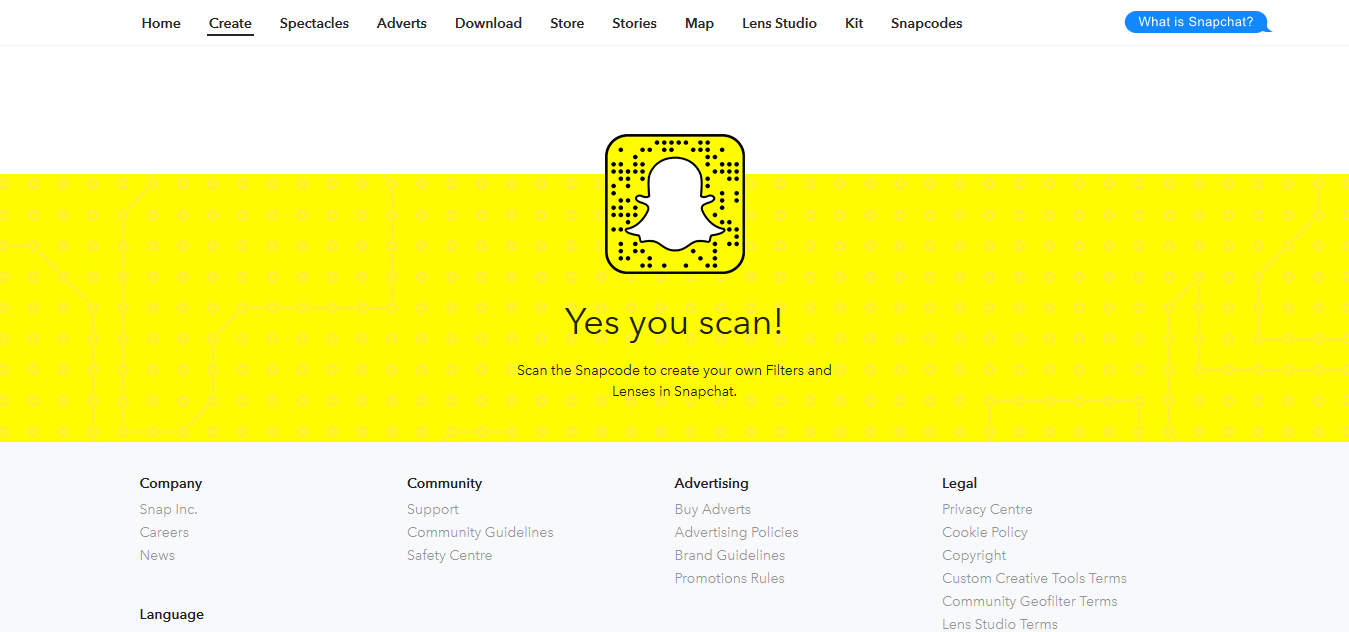 Home Create Spectacles Adverts Download Store Stories Map Lens Studio Kit Snapcodes What is Snapchat?
Yes you scan!
Scan the Snapcode to create your own Filters and
Lenses in Snapchat.
Company
Snap Inc.
Careers
News
Language
Community
Support
Community Guidelines
Safety Centre
Advertising
Buy Adverts
Advertising Policies
Brand Guidelines
Promotions Rules
Legal
Privacy Centre
Cookie Policy
Copyright
Custom Creative Tools Terms
Community Geofilter Terms
Lens Studio Terms